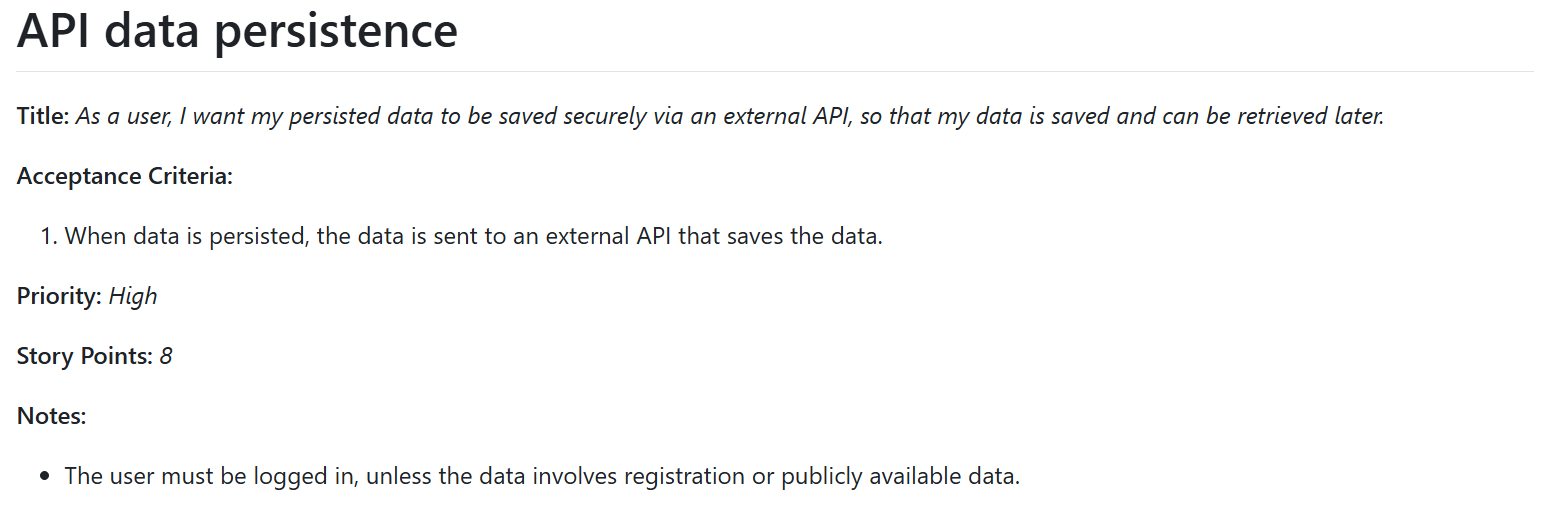 API data persistence
Title: As a user, I want my persisted data to be saved securely via an external API, so that my data is saved and can be retrieved later.
Acceptance Criteria:
1. When data is persisted, the data is sent to an external API that saves the data.
Priority: High
Story Points: 8
Notes:
• The user must be logged in, unless the data involves registration or publicly available data.